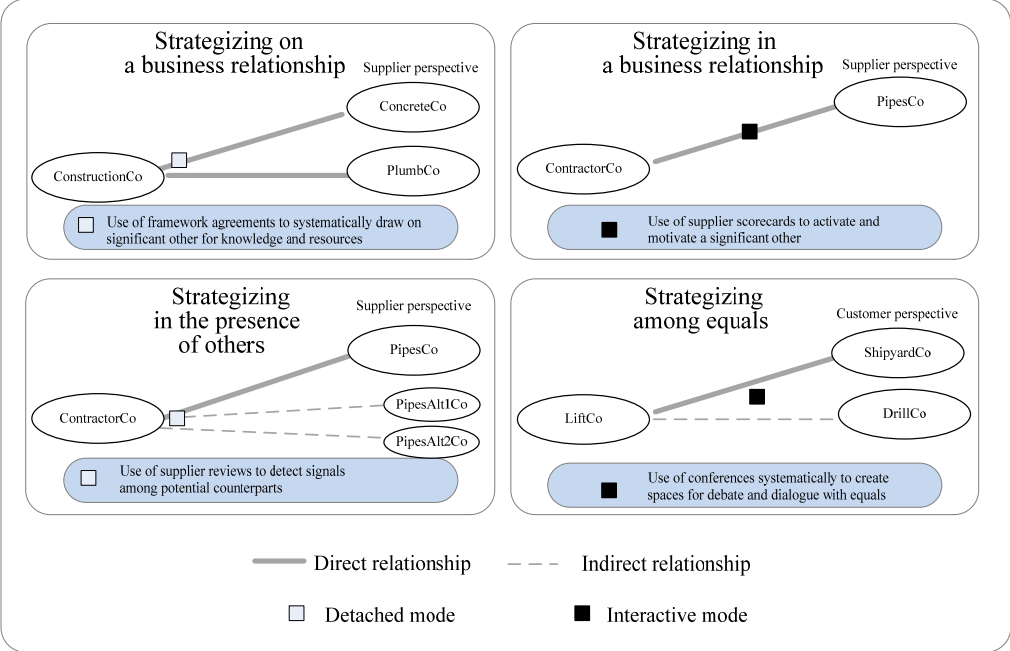 Strategizing on
a business relationship
Supplier perspective
ConcreteCo
ConstructionCo
PlumbCo
Use of framework agreements to systematically draw on
significant other for knowledge and resources
Strategizing in
a business relationship
Supplier perspective
PipesCo
ContractorCo
Use of supplier scorecards to activate and
motivate a significant other
Strategizing
in the presence
of others
Supplier perspective
PipesCo
ContractorCo
PipesAlt1Co
PipesAlt2Co
Use of supplier reviews to detect signals
among potential counterparts
Strategizing
among equals
Customer perspective
ShipyardCo
LiftCo
DrillCo
Use of conferences systematically to create
spaces for debate and dialogue with equals
Direct relationship
Indirect relationship
Detached mode
Interactive mode